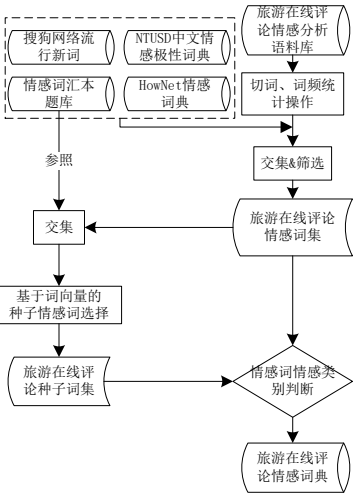 搜狗网络流
行新词
NTUSD中文情
感极性词典
情感词汇本
题库
HowNet情感
词典
旅游在线评
论情感分析
语料库
切词、词频统
计操作
参照
交集&筛选
交集
旅游在线评论
情感词集
基于词向量的
种子情感词选择
旅游在线评
论种子词集
情感词情感类
别判断
旅游在线评
论情感词典